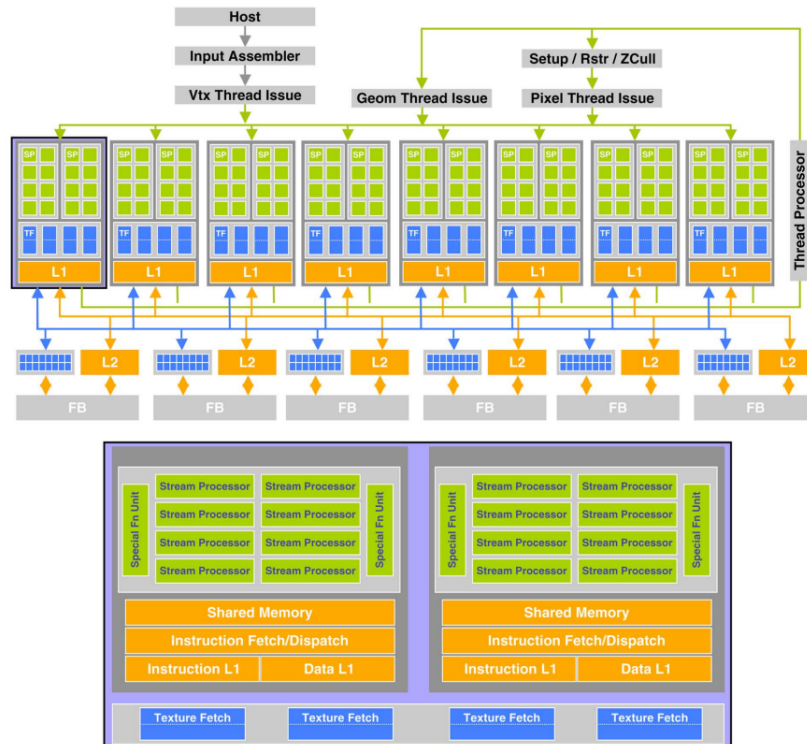 Host
Input Assembler
Setup / Rstr / ZCull
Vtx Thread Issue
Geom Thread Issue
Pixel Thread Issue
Thread Processor
SP SP SP SP SP SP SP SP SP SP SP SP SP SP SP SP
TF TF TF TF TF TF TF TF
L1 L1 L1 L1 L1 L1 L1 L1
L2 L2 L2 L2 L2 L2
FB FB FB FB FB FB
Special Fn Unit
Stream Processor Stream Processor
Stream Processor Stream Processor
Stream Processor Stream Processor
Stream Processor Stream Processor
Special Fn Unit
Shared Memory
Instruction Fetch/Dispatch
Instruction L1 Data L1
Special Fn Unit
Stream Processor Stream Processor
Stream Processor Stream Processor
Stream Processor Stream Processor
Stream Processor Stream Processor
Special Fn Unit
Shared Memory
Instruction Fetch/Dispatch
Instruction L1 Data L1
Texture Fetch Texture Fetch Texture Fetch Texture Fetch